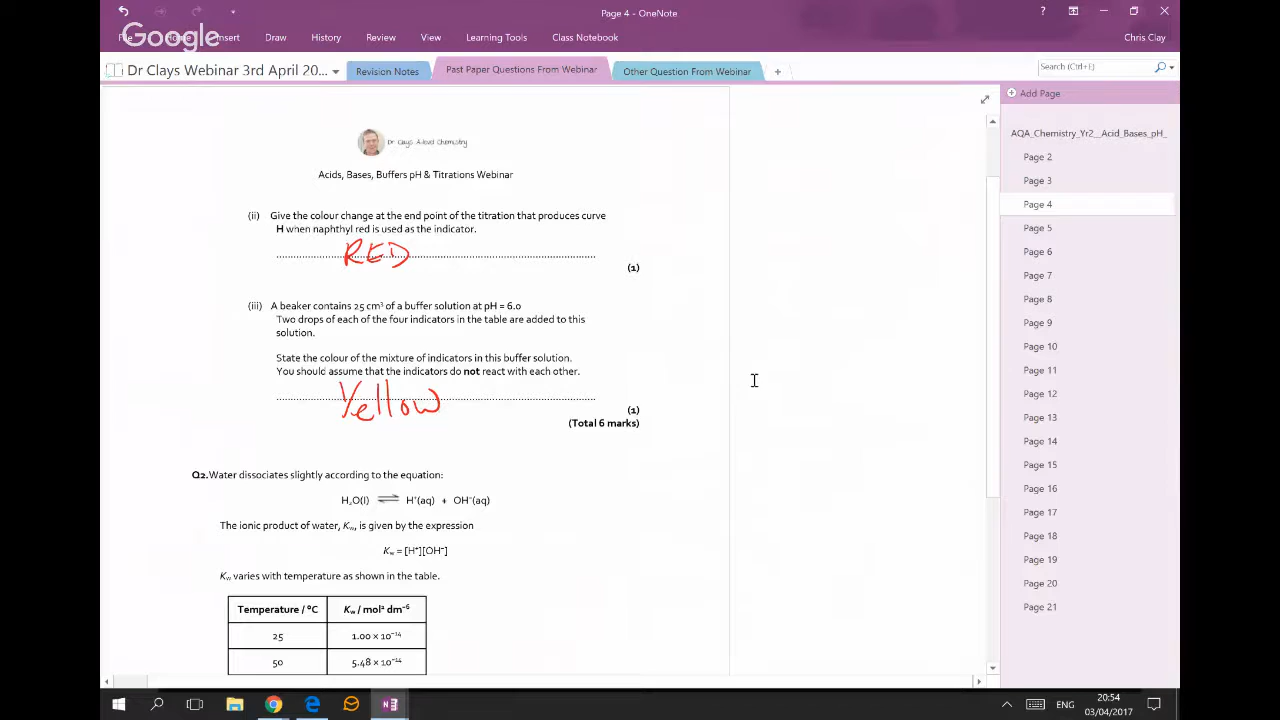 Page 4 - OneNote
Google
Insert
Draw
History
Review
View
Learning Tools
Class Notebook
Chris Clay
Dr Clays Webinar 3rd April 20...
Revision Notes
Past Paper Questions From Webinar
Other Question From Webinar
Search (Ctrl+E)
Add Page
AQA_Chemistry_Yr2__Acid_Bases_pH_
Page 2
Page 3
Page 4
Page 5
Page 6
Page 7
Page 8
Page 9
Page 10
Page 11
Page 12
Page 13
Page 14
Page 15
Page 16
Page 17
Page 18
Page 19
Page 20
Page 21
Dr Clays A-level Chemistry
Acids, Bases, Buffers pH & Titrations Webinar
(ii) Give the colour change at the end point of the titration that produces curve
H when naphthyl red is used as the indicator.
RED
(1)
(iii) A beaker contains 25 cm³ of a buffer solution at pH = 6.0
Two drops of each of the four indicators in the table are added to this
solution.
State the colour of the mixture of indicators in this buffer solution.
You should assume that the indicators do not react with each other.
Yellow
(1)
(Total 6 marks)
Q2.Water dissociates slightly according to the equation:
H₂O(l) ⇌ H⁺(aq) + OH⁻(aq)
The ionic product of water, Kw, is given by the expression
Kw = [H⁺][OH⁻]
Kw varies with temperature as shown in the table.
Temperature / °C Kw / mol² dm⁻⁶
25 1.00 × 10⁻¹⁴
50 5.48 × 10⁻¹⁴
ENG
20:54
03/04/2017